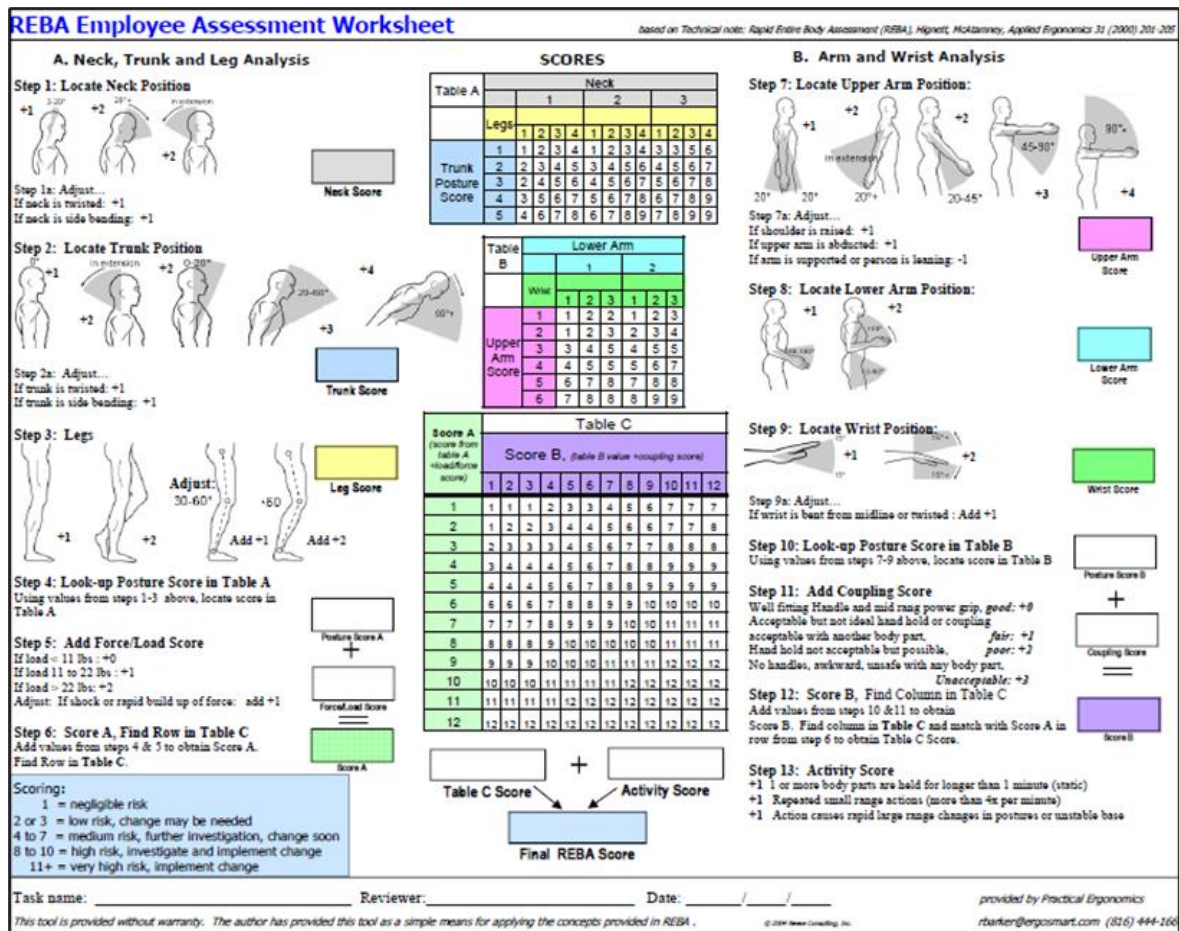 REBA Employee Assessment Worksheet
based on Technical note: Rapid Entire Body Assessment (REBA), Hignett, McAtamney, Applied Ergonomics 31 (2000) 201-205
A. Neck, Trunk and Leg Analysis
Step 1: Locate Neck Position
+1
+2
in extension
+2
Step 1a: Adjust...
If neck is twisted: +1
If neck is side bending: +1
Neck Score
Step 2: Locate Trunk Position
0°
+1
in extension
+2
+2
0-20°
20-60°
+3
+4
60°+
Step 2a: Adjust...
If trunk is twisted: +1
If trunk is side bending: +1
Trunk Score
Step 3: Legs
+1
+2
Adjust:
30-60°
Add +1
+60
Add +2
Leg Score
Step 4: Look-up Posture Score in Table A
Using values from steps 1-3 above, locate score in
Table A
Posture Score A
+
Step 5: Add Force/Load Score
If load < 11 lbs : +0
If load 11 to 22 lbs : +1
If load > 22 lbs: +2
Adjust: If shock or rapid build up of force: add +1
Force/Load Score
Step 6: Score A, Find Row in Table C
Add values from steps 4 & 5 to obtain Score A.
Find Row in Table C.
Score A
Scoring:
1 = negligible risk
2 or 3 = low risk, change may be needed
4 to 7 = medium risk, further investigation, change soon
8 to 10 = high risk, investigate and implement change
11+ = very high risk, implement change
SCORES
Table A
Neck
1 2 3
Legs
1 2 3 4 1 2 3 4 1 2 3 4
Trunk Posture Score
1 1 2 3 4 1 2 3 4 3 3 5 6
2 2 3 4 5 3 4 5 6 4 5 6 7
3 2 4 5 6 4 5 6 7 5 6 7 8
4 3 5 6 7 5 6 7 8 6 7 8 9
5 4 6 7 8 6 7 8 9 7 8 9 9
Table B
Lower Arm
1 2
Wrist
1 2 3 1 2 3
Upper Arm Score
1 1 2 2 1 2 3
2 1 2 3 2 3 4
3 3 4 5 4 5 5
4 4 5 5 5 6 7
5 6 7 8 7 8 8
6 7 8 8 8 9 9
Score A
(score from
table A
+load/force
score)
Table C
Score B, (table B value +coupling score)
1 2 3 4 5 6 7 8 9 10 11 12
1 1 1 1 2 3 3 4 5 6 7 7 7
2 1 2 2 3 4 4 5 6 6 7 7 8
3 2 3 3 3 4 5 6 7 7 8 8 8
4 3 4 4 4 5 6 7 8 8 9 9 9
5 4 4 4 5 6 7 8 8 9 9 9 9
6 6 6 6 7 8 8 9 9 10 10 10 10
7 7 7 7 8 9 9 9 10 10 11 11 11
8 8 8 8 9 10 10 10 10 10 11 11 11
9 9 9 9 10 10 10 11 11 11 12 12 12
10 10 10 10 11 11 11 11 12 12 12 12 12
11 11 11 11 11 12 12 12 12 12 12 12 12
12 12 12 12 12 12 12 12 12 12 12 12 12
+
Table C Score
Activity Score
Final REBA Score
B. Arm and Wrist Analysis
Step 7: Locate Upper Arm Position:
+1
20° 20°
+2
in extension
20°
+2
20-45°
45-90°
+3
90°+
+4
Step 7a: Adjust...
If shoulder is raised: +1
If upper arm is abducted: +1
If arm is supported or person is leaning: -1
Upper Arm
Score
Step 8: Locate Lower Arm Position:
+1
+2
Lower Arm
Score
Step 9: Locate Wrist Position:
15°
+1
15°
15°+
+2
15°+
Step 9a: Adjust...
If wrist is bent from midline or twisted : Add +1
Wrist Score
Step 10: Look-up Posture Score in Table B
Using values from steps 7-9 above, locate score in Table B
Posture Score B
+
Step 11: Add Coupling Score
Well fitting Handle and mid rang power grip, good: +0
Acceptable but not ideal hand hold or coupling
acceptable with another body part, fair: +1
Hand hold not acceptable but possible, poor: +2
No handles, awkward, unsafe with any body part,
Unacceptable: +3
Coupling Score
Step 12: Score B, Find Column in Table C
Add values from steps 10 &11 to obtain
Score B. Find column in Table C and match with Score A in
row from step 6 to obtain Table C Score.
Score B
Step 13: Activity Score
+1 1 or more body parts are held for longer than 1 minute (static)
+1 Repeated small range actions (more than 4x per minute)
+1 Action causes rapid large range changes in postures or unstable base
Task name:
Reviewer:
Date: / /
provided by Practical Ergonomics
This tool is provided without warranty. The author has provided this tool as a simple means for applying the concepts provided in REBA .
rbarker@ergosmart.com (816) 444-166